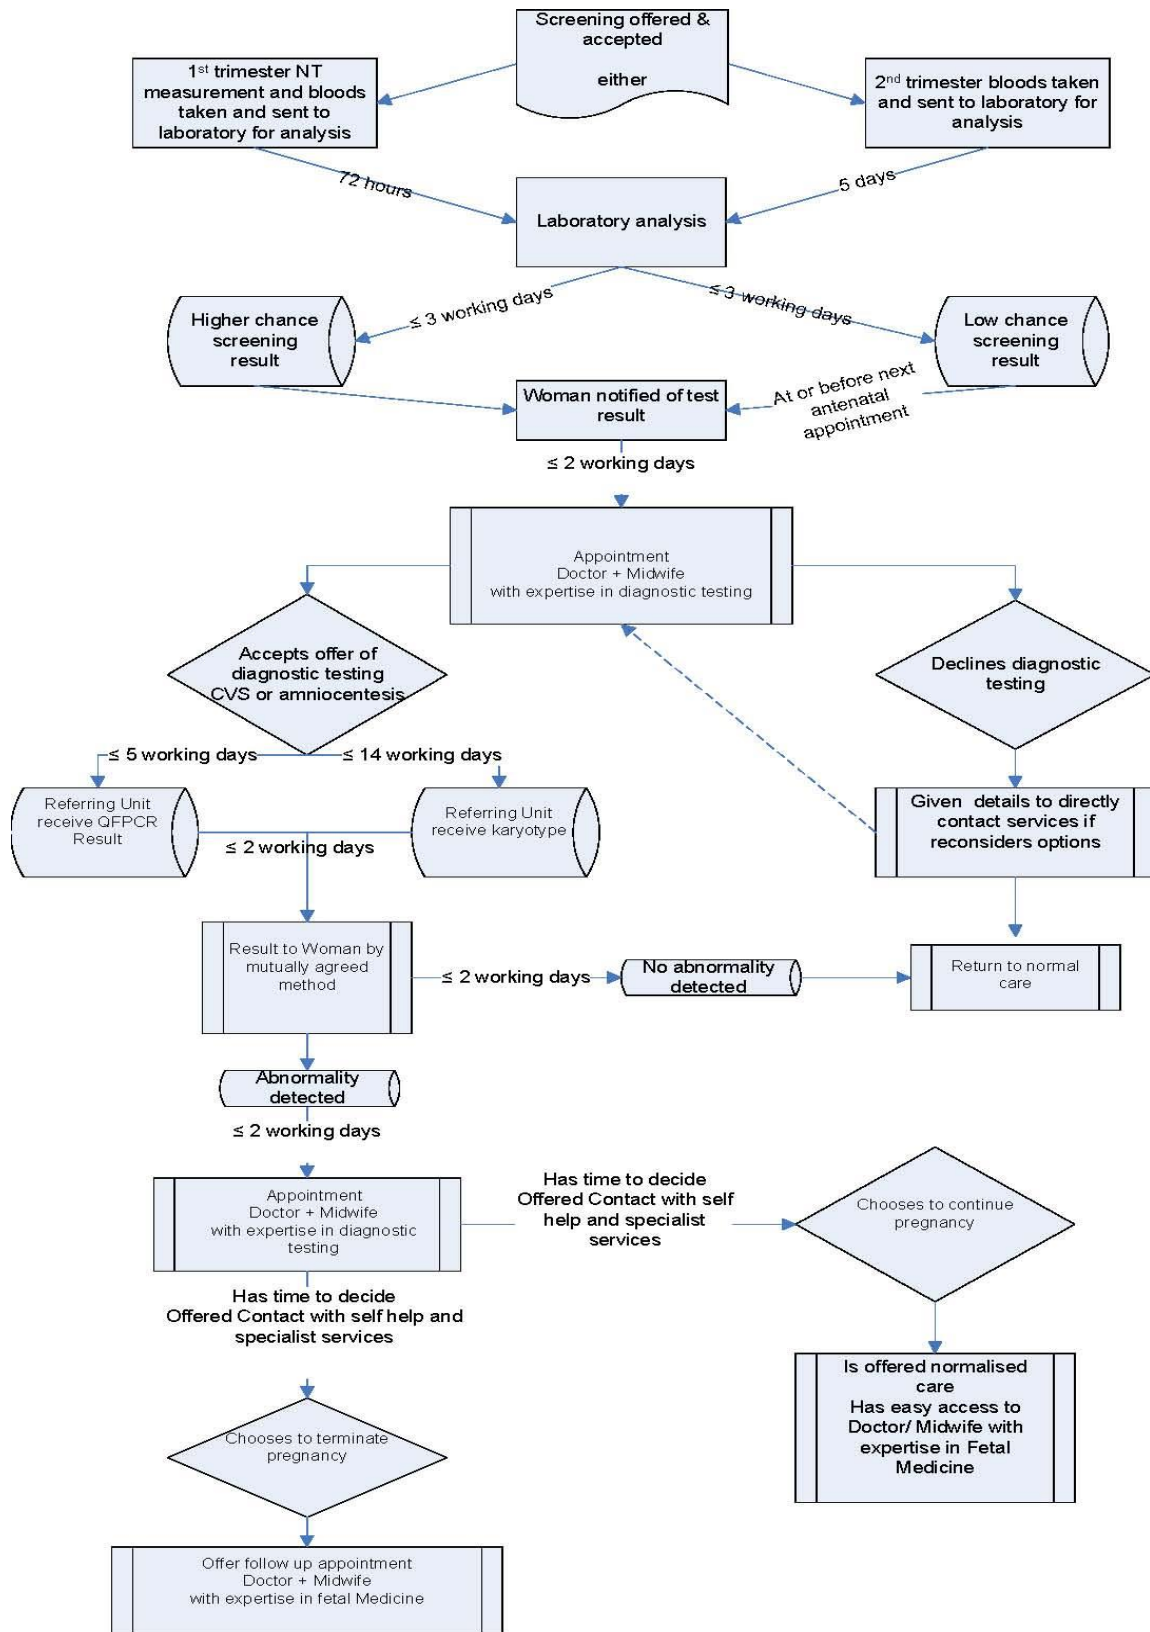 Screening offered &
accepted
either
1st trimester NT
measurement and bloods
taken and sent to
laboratory for analysis
2nd trimester bloods taken
and sent to laboratory for
analysis
72 hours
5 days
Laboratory analysis
≤ 3 working days
≤ 3 working days
Higher chance
screening
result
Low chance
screening
result
Woman notified of test
result
At or before next
antenatal
appointment
≤ 2 working days
Appointment
Doctor + Midwife
with expertise in diagnostic testing
Accepts offer of
diagnostic testing
CVS or amniocentesis
Declines diagnostic
testing
≤ 5 working days
≤ 14 working days
Referring Unit
receive QFPCR
Result
Referring Unit
receive karyotype
Given details to directly
contact services if
reconsiders options
≤ 2 working days
Result to Woman by
mutually agreed
method
≤ 2 working days
No abnormality
detected
Return to normal
care
Abnormality
detected
≤ 2 working days
Appointment
Doctor + Midwife
with expertise in diagnostic
testing
Has time to decide
Offered Contact with self
help and specialist
services
Chooses to continue
pregnancy
Has time to decide
Offered Contact with self help and
specialist services
Is offered normalised
care
Has easy access to
Doctor/ Midwife with
expertise in Fetal
Medicine
Chooses to terminate
pregnancy
Offer follow up appointment
Doctor + Midwife
with expertise in fetal Medicine